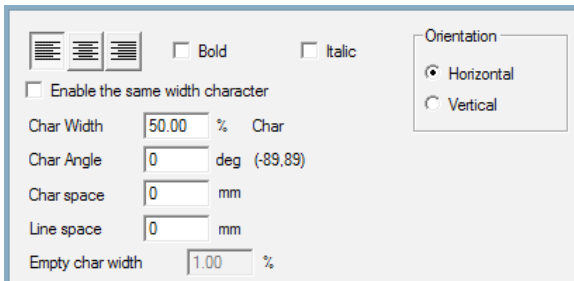 Bold Italic Orientation
Horizontal
Enable the same width character
Vertical
Char Width 50.00 % Char
Char Angle 0 deg (-89,89)
Char space 0 mm
Line space 0 mm
Empty char width 1.00 %